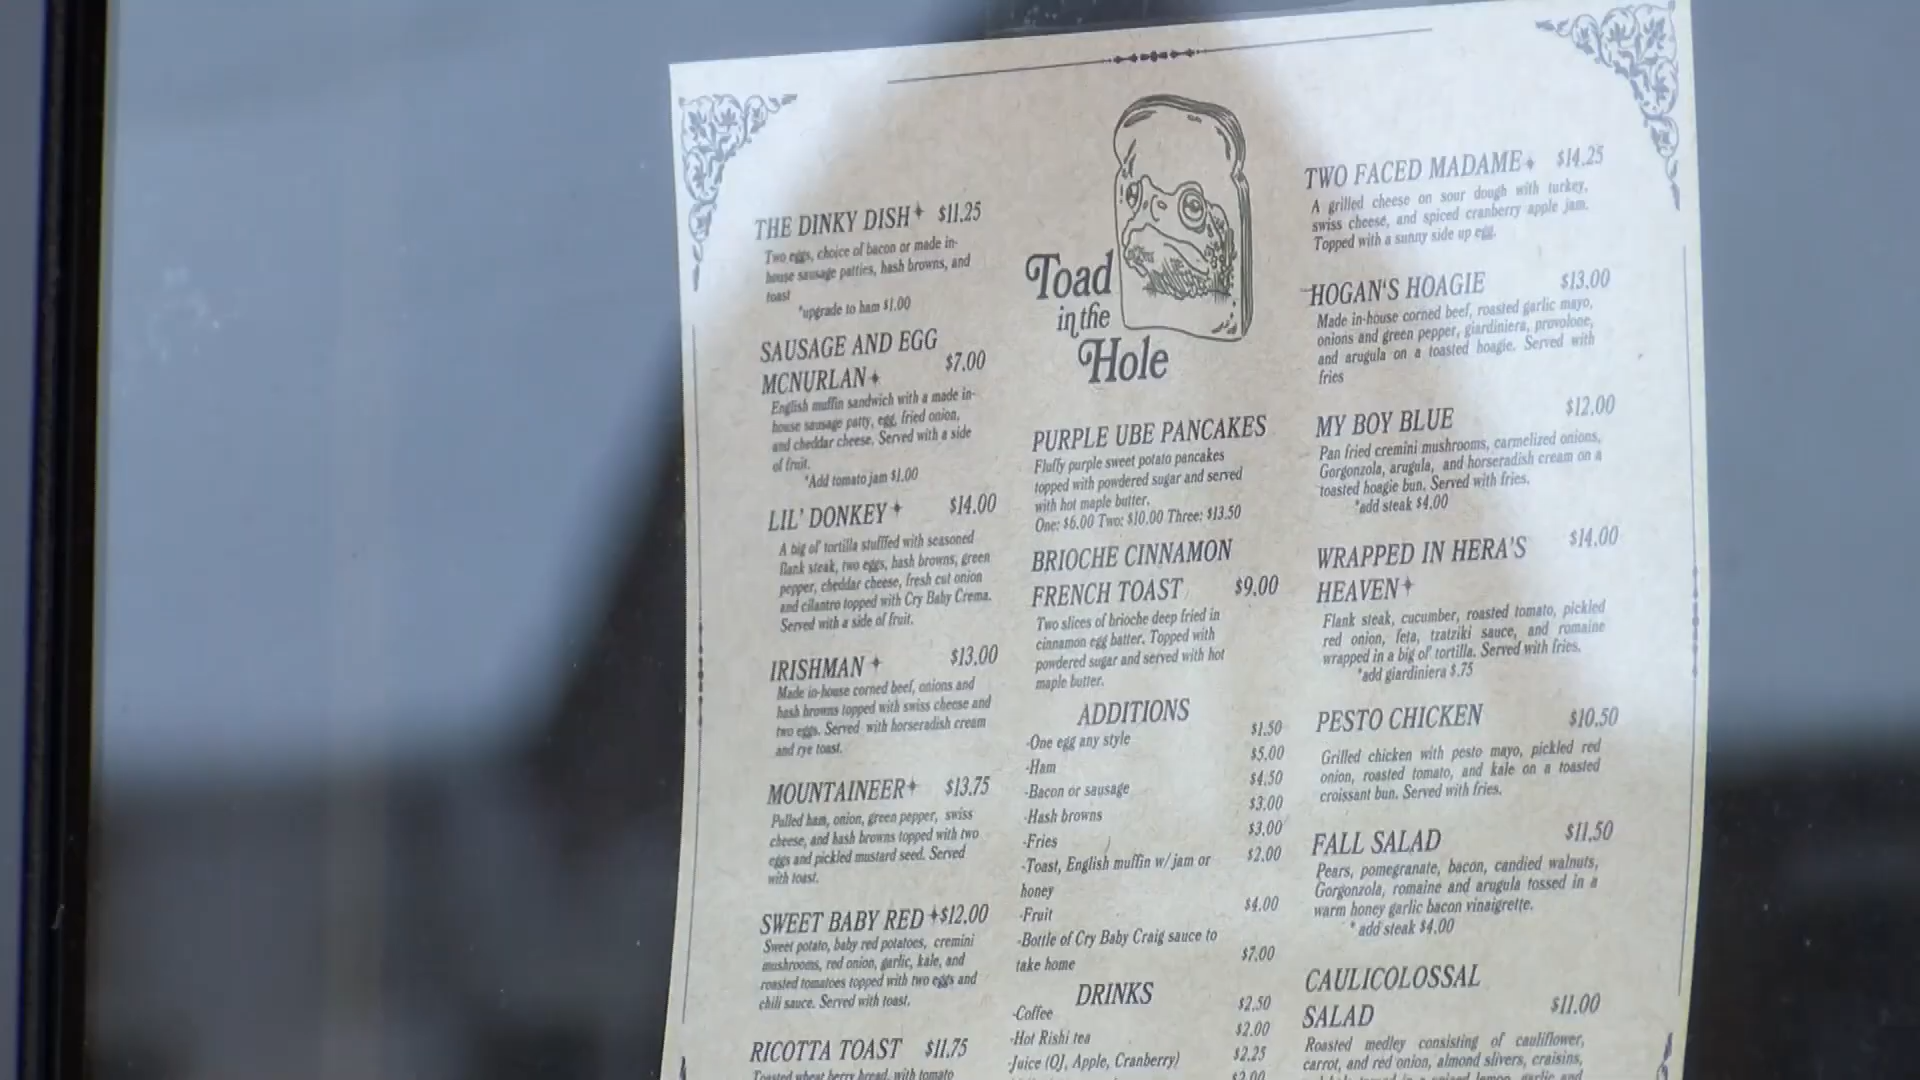 THE DINKY DISH✦ $11.25
Two eggs, choice of bacon or made in-
house sausage patties, hash browns, and
toast
*upgrade to ham $1.00
SAUSAGE AND EGG
MCNURLAN✦ $7.00
English muffin sandwich with a made in-
house sausage patty, egg, fried onion,
and cheddar cheese. Served with a side
of fruit.
*Add tomato jam $1.00
LIL' DONKEY✦ $14.00
A big ol' tortilla stufffed with seasoned
flank steak, two eggs, hash browns, green
pepper, cheddar cheese, fresh cut onion
and cilantro topped with Cry Baby Crema.
Served with a side of fruit.
IRISHMAN✦ $13.00
Made in-house corned beef, onions and
hash browns topped with swiss cheese and
two eggs. Served with horseradish cream
and rye toast.
MOUNTAINEER✦ $13.75
Pulled ham, onion, green pepper, swiss
cheese, and hash browns topped with two
eggs and pickled mustard seed. Served
with toast.
SWEET BABY RED✦$12.00
Sweet potato, baby red potatoes, cremini
mushrooms, red onion, garlic, kale, and
roasted tomatoes topped with two eggs and
chili sauce. Served with toast.
RICOTTA TOAST $11.75
Toasted wheat berry bread, with tomato
Toad
in the
Hole
PURPLE UBE PANCAKES
Fluffy purple sweet potato pancakes
topped with powdered sugar and served
with hot maple butter.
One: $6.00 Two: $10.00 Three: $13.50
BRIOCHE CINNAMON
FRENCH TOAST $9.00
Two slices of brioche deep fried in
cinnamon egg batter. Topped with
powdered sugar and served with hot
maple butter.
ADDITIONS
-One egg any style $1.50
-Ham $5.00
-Bacon or sausage $4.50
-Hash browns $3.00
-Fries $3.00
-Toast, English muffin w/ jam or $2.00
honey
-Fruit $4.00
-Bottle of Cry Baby Craig sauce to
take home $7.00
DRINKS
-Coffee $2.50
-Hot Rishi tea $2.00
-Juice (OJ, Apple, Cranberry) $2.25
$2.00
TWO FACED MADAME✦ $14.25
A grilled cheese on sour dough with turkey,
swiss cheese, and spiced cranberry apple jam.
Topped with a sunny side up egg.
HOGAN'S HOAGIE $13.00
Made in-house corned beef, roasted garlic mayo,
onions and green pepper, giardiniera, provolone,
and arugula on a toasted hoagie. Served with
fries
MY BOY BLUE $12.00
Pan fried cremini mushrooms, carmelized onions,
Gorgonzola, arugula, and horseradish cream on a
toasted hoagie bun. Served with fries.
*add steak $4.00
WRAPPED IN HERA'S $14.00
HEAVEN✦
Flank steak, cucumber, roasted tomato, pickled
red onion, feta, tzatziki sauce, and romaine
wrapped in a big ol' tortilla. Served with fries.
*add giardiniera $.75
PESTO CHICKEN $10.50
Grilled chicken with pesto mayo, pickled red
onion, roasted tomato, and kale on a toasted
croissant bun. Served with fries.
FALL SALAD $11.50
Pears, pomegranate, bacon, candied walnuts,
Gorgonzola, romaine and arugula tossed in a
warm honey garlic bacon vinaigrette.
* add steak $4.00
CAULICOLOSSAL
SALAD $11.00
Roasted medley consisting of cauliflower,
carrot, and red onion, almond slivers, craisins,